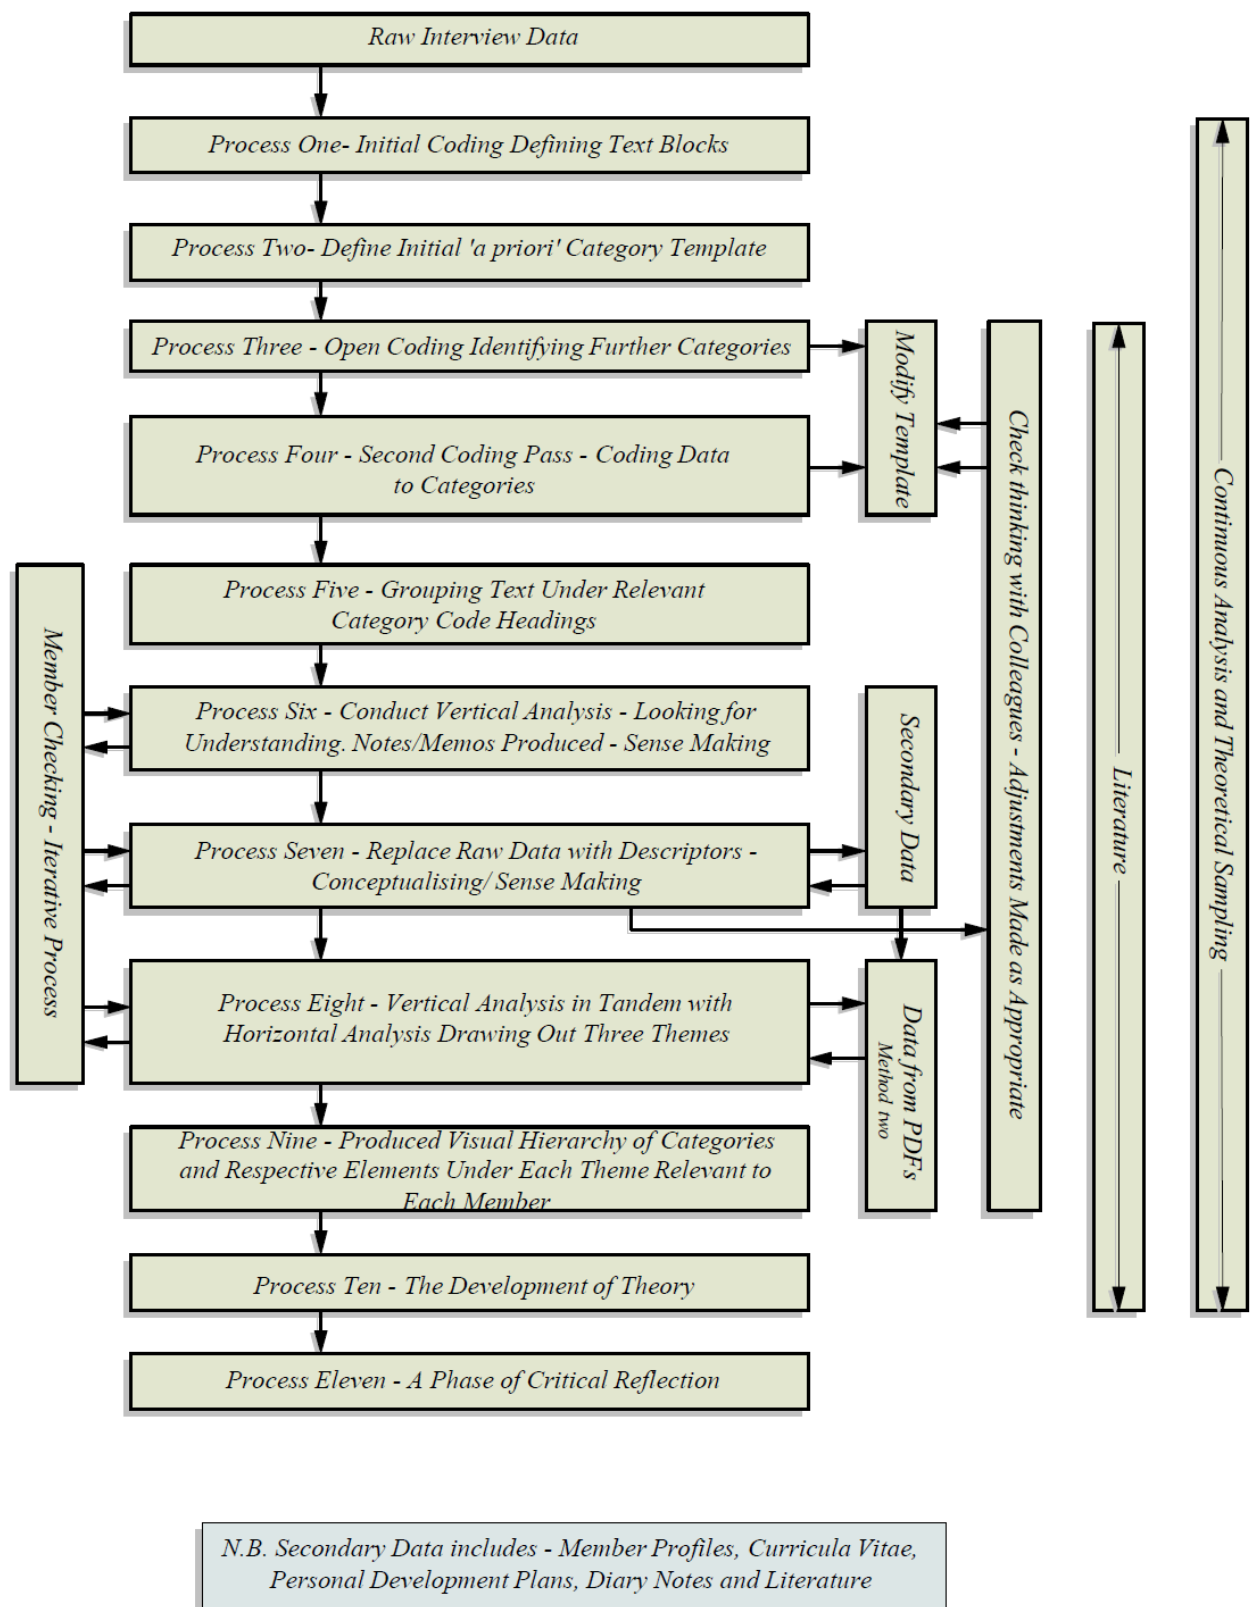 Raw Interview Data
Process One- Initial Coding Defining Text Blocks
Process Two- Define Initial 'a priori' Category Template
Process Three - Open Coding Identifying Further Categories
Process Four - Second Coding Pass - Coding Data
to Categories
Process Five - Grouping Text Under Relevant
Category Code Headings
Process Six - Conduct Vertical Analysis - Looking for
Understanding. Notes/Memos Produced - Sense Making
Process Seven - Replace Raw Data with Descriptors -
Conceptualising/ Sense Making
Process Eight - Vertical Analysis in Tandem with
Horizontal Analysis Drawing Out Three Themes
Process Nine - Produced Visual Hierarchy of Categories
and Respective Elements Under Each Theme Relevant to
Each Member
Process Ten - The Development of Theory
Process Eleven - A Phase of Critical Reflection
Member Checking - Iterative Process
Modify Template
Secondary Data
Data from PDFs
Method two
Check thinking with Colleagues - Adjustments Made as Appropriate
Literature
Continuous Analysis and Theoretical Sampling
N.B. Secondary Data includes - Member Profiles, Curricula Vitae,
Personal Development Plans, Diary Notes and Literature